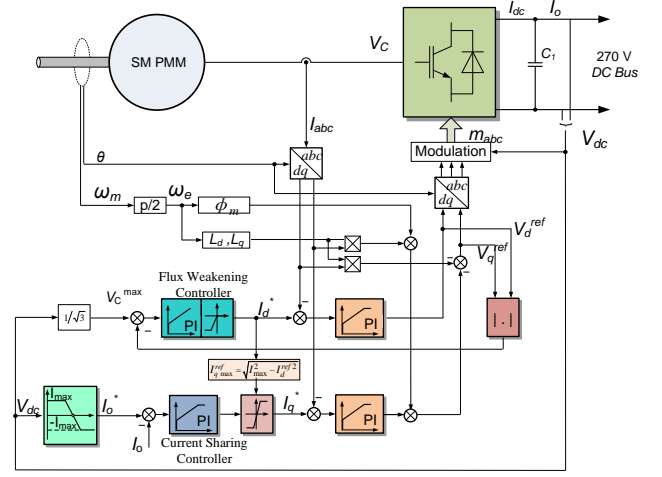 I_dc
I_o
V_C
SM PMM
C_1
270 V
DC Bus
I_abc
m_abc
V_dc
θ
abc
dq
Modulation
abc
dq
ω_m
p/2
ω_e
ϕ_m
V_d^ref
L_d ,L_q
V_q^ref
Flux Weakening
Controller
V_C^max
I_d^*
1/√3
PI
PI
| . |
I_q max^ref = √I_max^2 − I_d^ref 2
I_max
-I_max
V_dc
I_o^*
I_q^*
PI
PI
I_o
Current Sharing
Controller